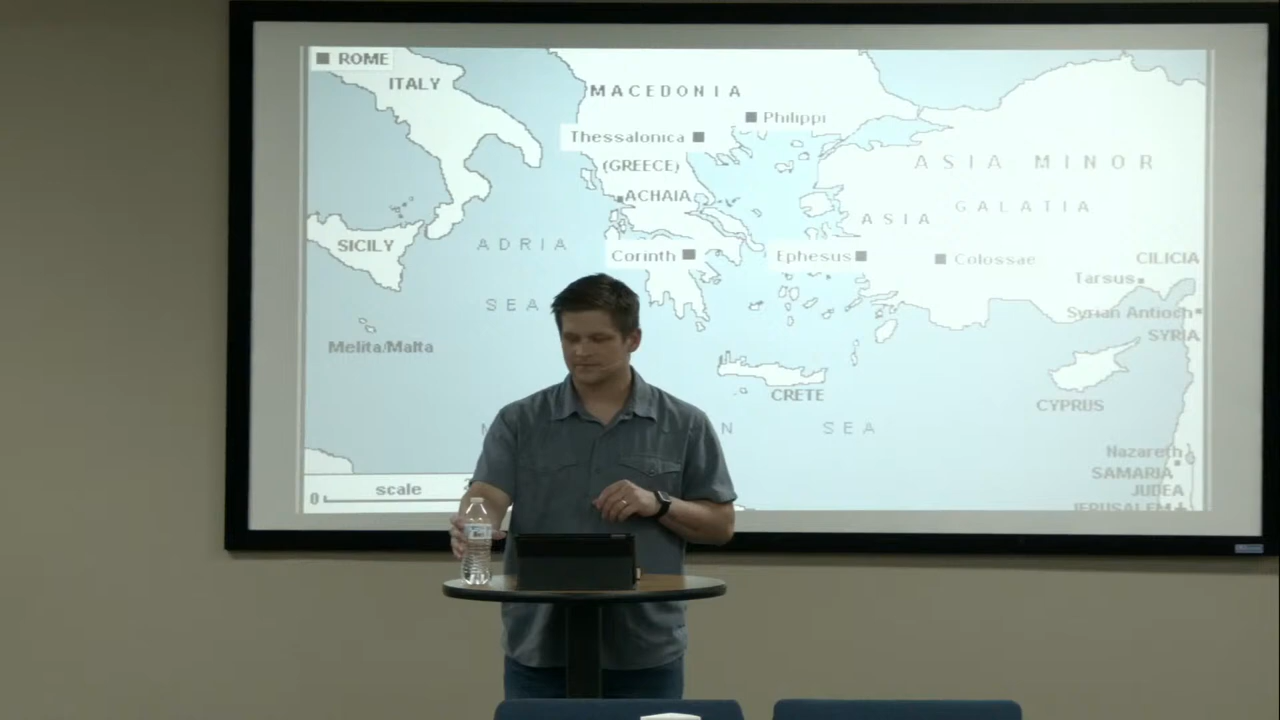 ROME
ITALY
MACEDONIA
Philippi
Thessalonica
(GREECE)
ASIA MINOR
ACHAIA
GALATIA
ASIA
SICILY
ADRIA
Corinth
Ephesus
Colossae
CILICIA
Tarsus
SEA
Syrian Antioch
SYRIA
Melita/Malta
CRETE
CYPRUS
SEA
Nazareth
SAMARIA
JUDEA
JERUSALEM
scale
0